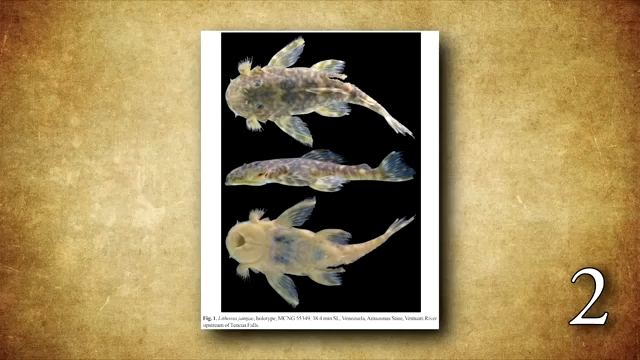 Fig. 1. Lithoxus jantjae, holotype, MCNG 55349, 38.4 mm SL, Venezuela, Amazonas State, Ventuari River
upstream of Tencua Falls.
2